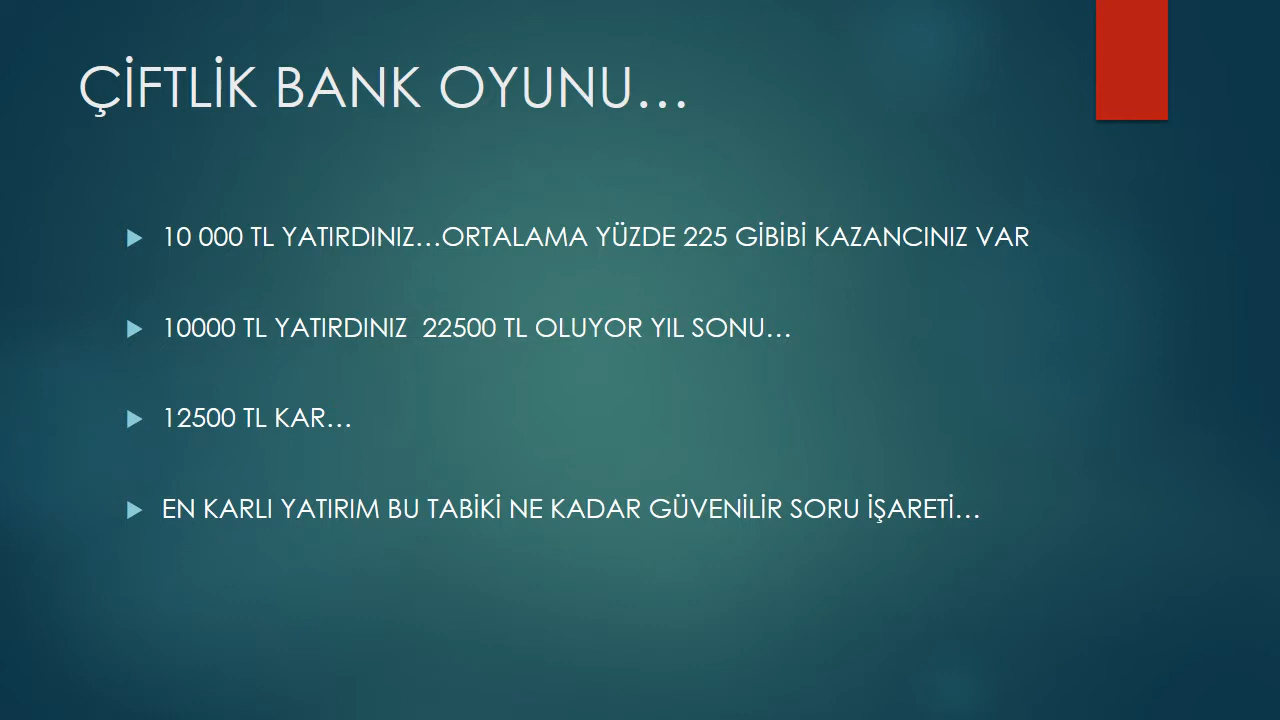 ÇİFTLİK BANK OYUNU...
10 000 TL YATIRDINIZ...ORTALAMA YÜZDE 225 GİBİBİ KAZANCINIZ VAR
10000 TL YATIRDINIZ  22500 TL OLUYOR YIL SONU...
12500 TL KAR...
EN KARLI YATIRIM BU TABİKİ NE KADAR GÜVENİLİR SORU İŞARETİ...